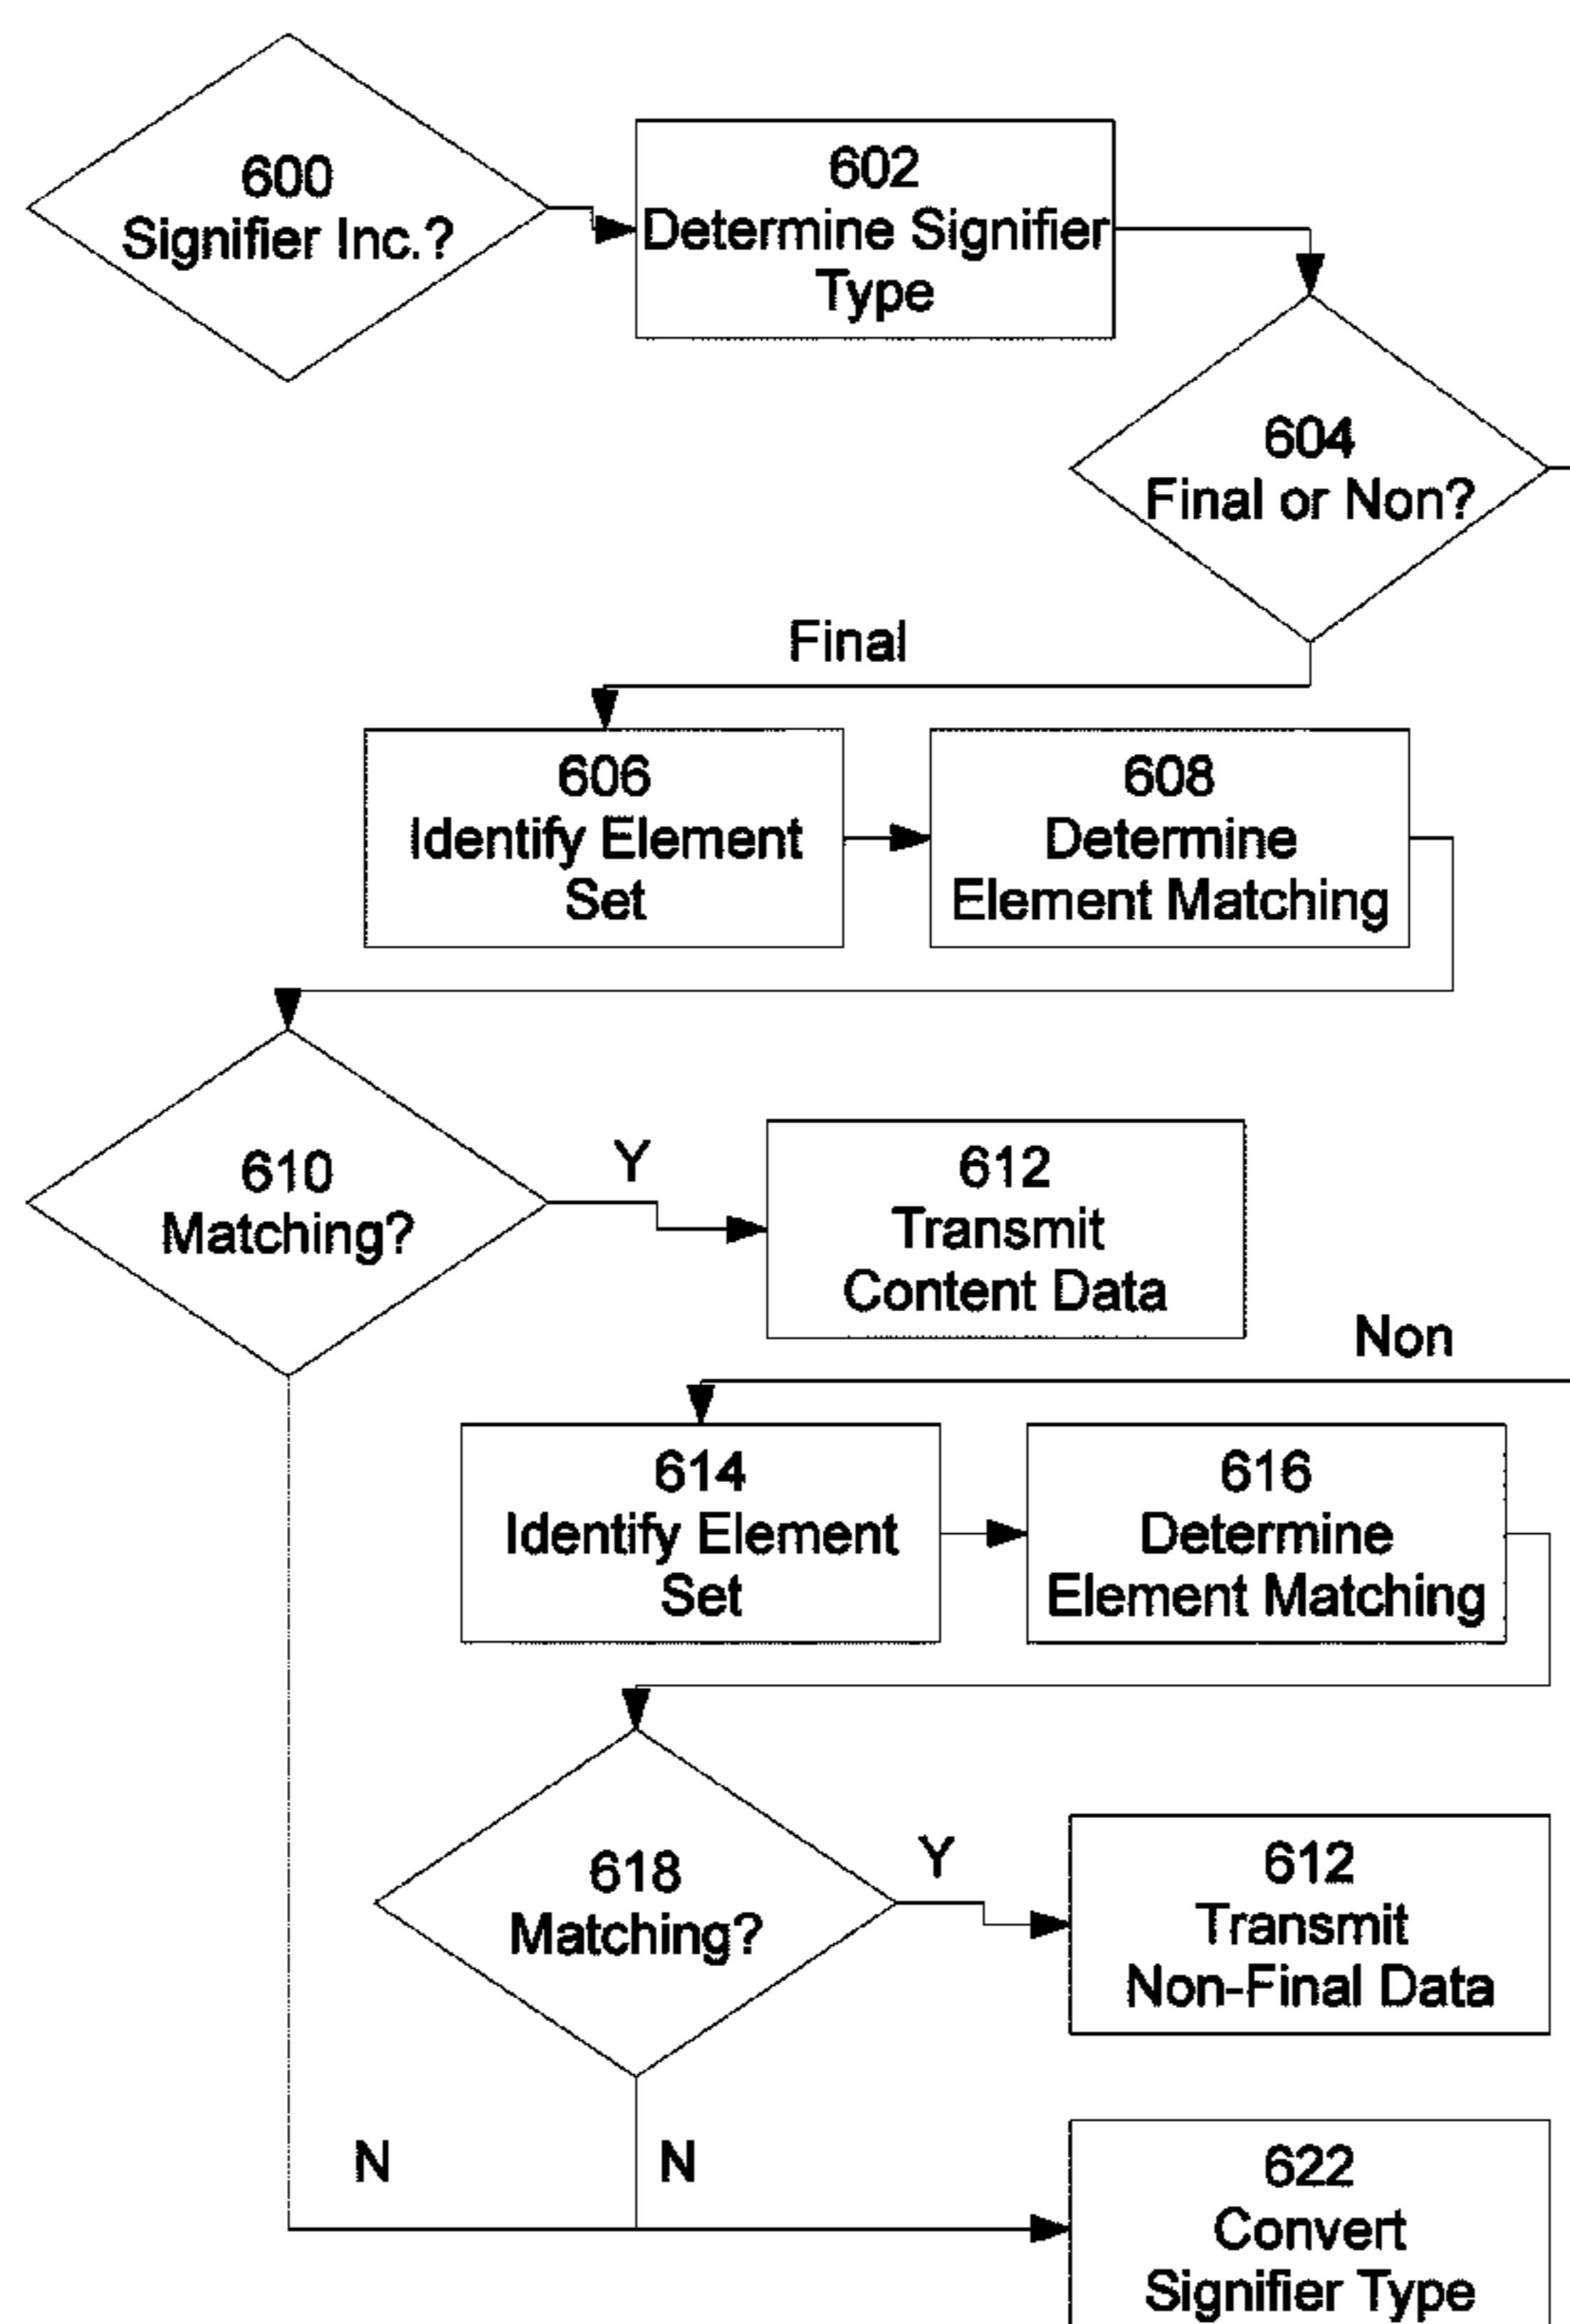 600
Signifier Inc.?
602
Determine Signifier
Type
604
Final or Non?
Final
606
Identify Element
Set
608
Determine
Element Matching
610
Matching?
Y
612
Transmit
Content Data
Non
614
Identify Element
Set
616
Determine
Element Matching
618
Matching?
Y
612
Transmit
Non-Final Data
N
N
622
Convert
Signifier Type